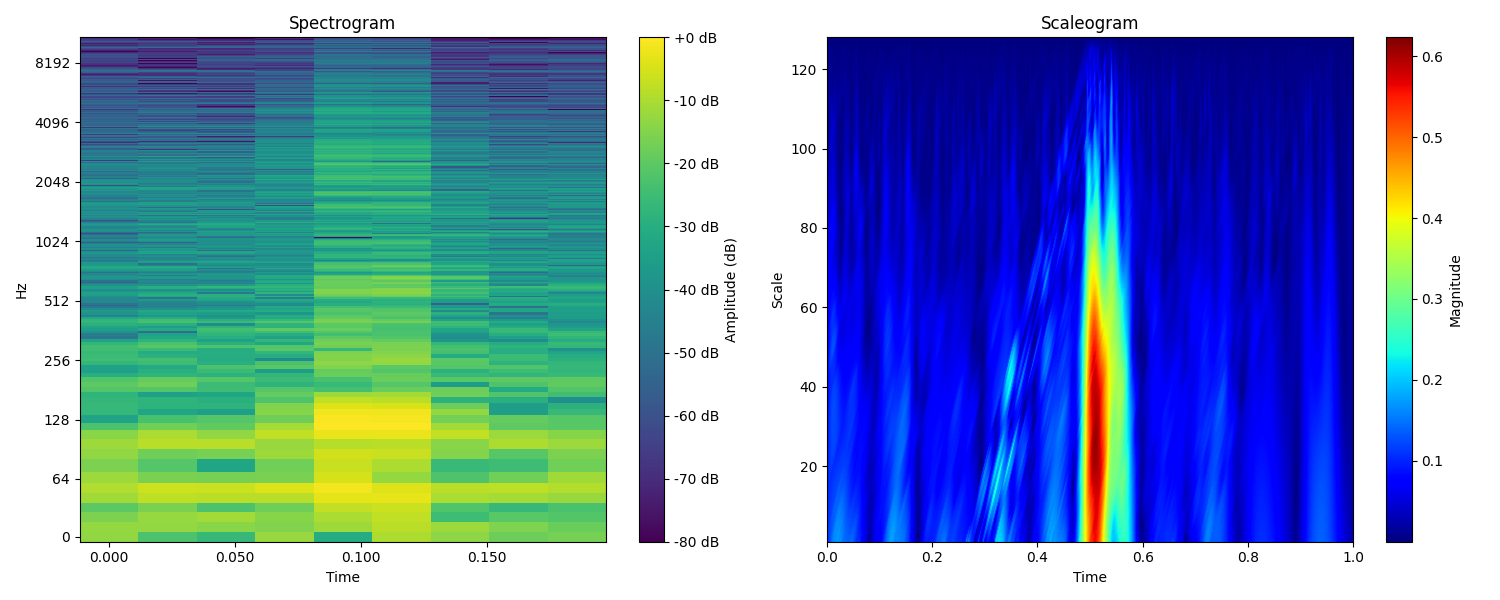 Spectrogram
Hz
8192
4096
2048
1024
512
256
128
64
0
0.000 0.050 0.100 0.150
Time
+0 dB
-10 dB
-20 dB
-30 dB
-40 dB
-50 dB
-60 dB
-70 dB
-80 dB
Amplitude (dB)
Scaleogram
Scale
120
100
80
60
40
20
0.0 0.2 0.4 0.6 0.8 1.0
Time
0.6
0.5
0.4
0.3
0.2
0.1
Magnitude